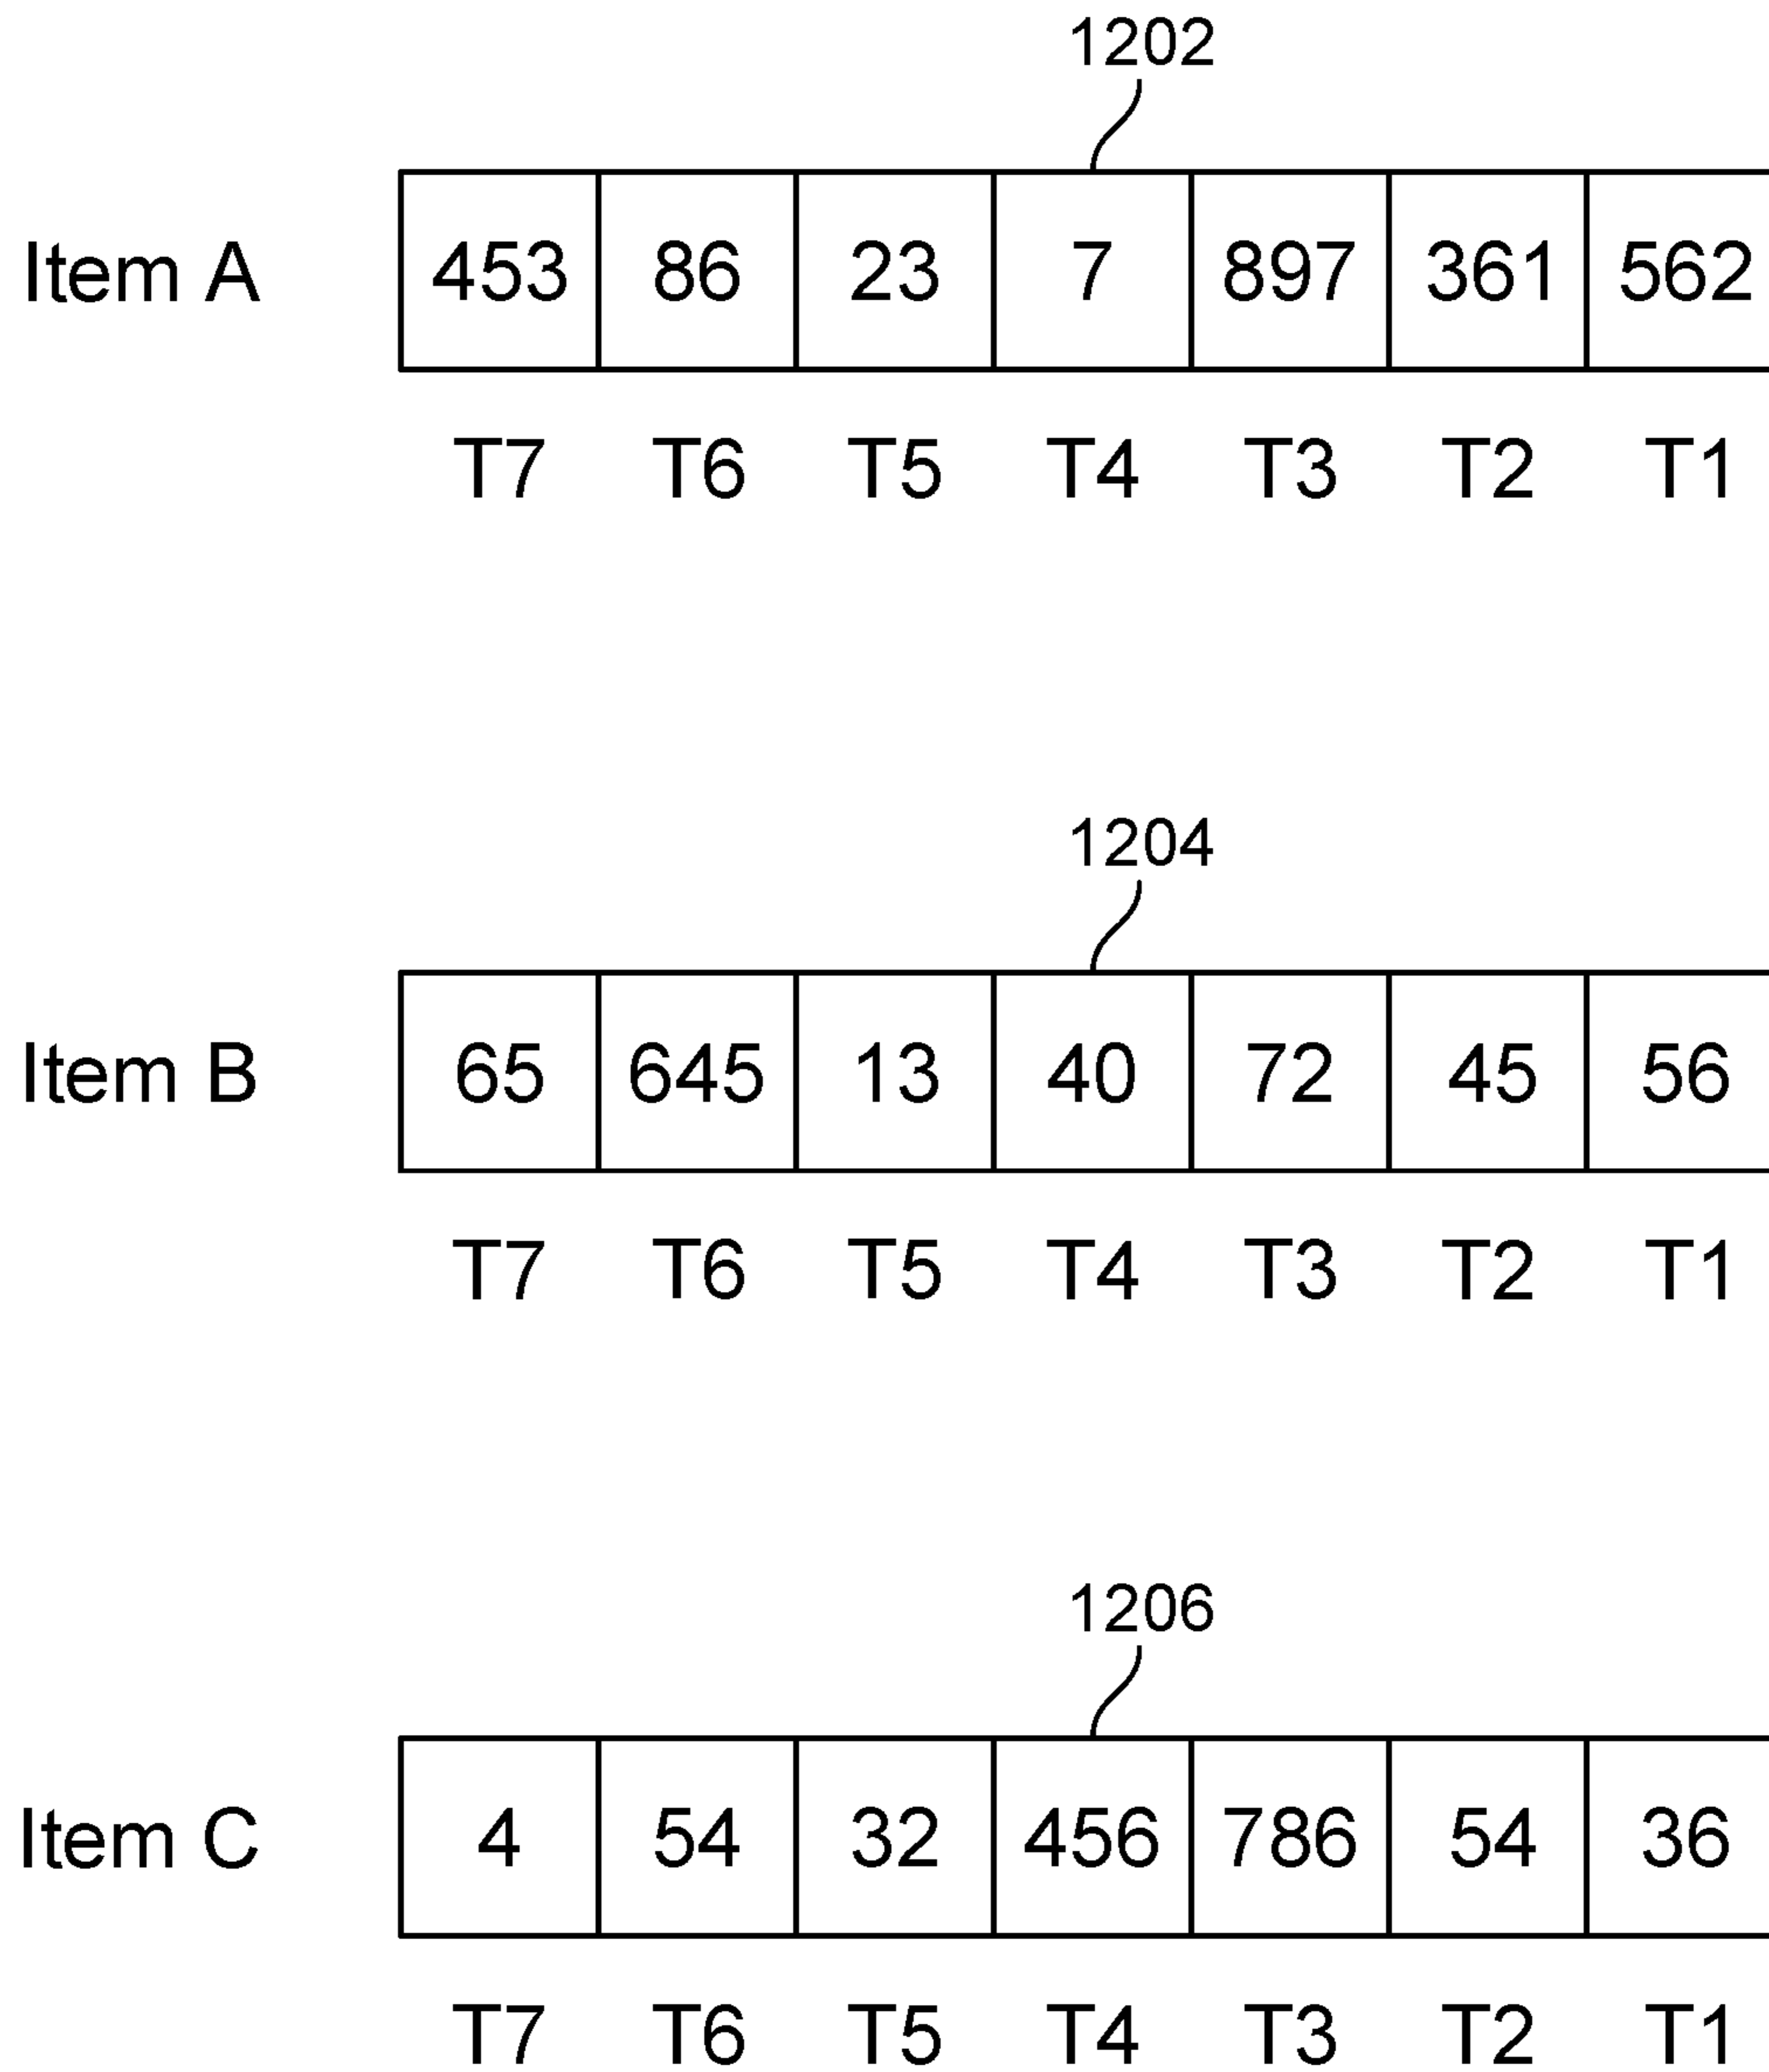 1202
Item A 453 86 23 7 897 361 562
T7 T6 T5 T4 T3 T2 T1
1204
Item B 65 645 13 40 72 45 56
T7 T6 T5 T4 T3 T2 T1
1206
Item C 4 54 32 456 786 54 36
T7 T6 T5 T4 T3 T2 T1